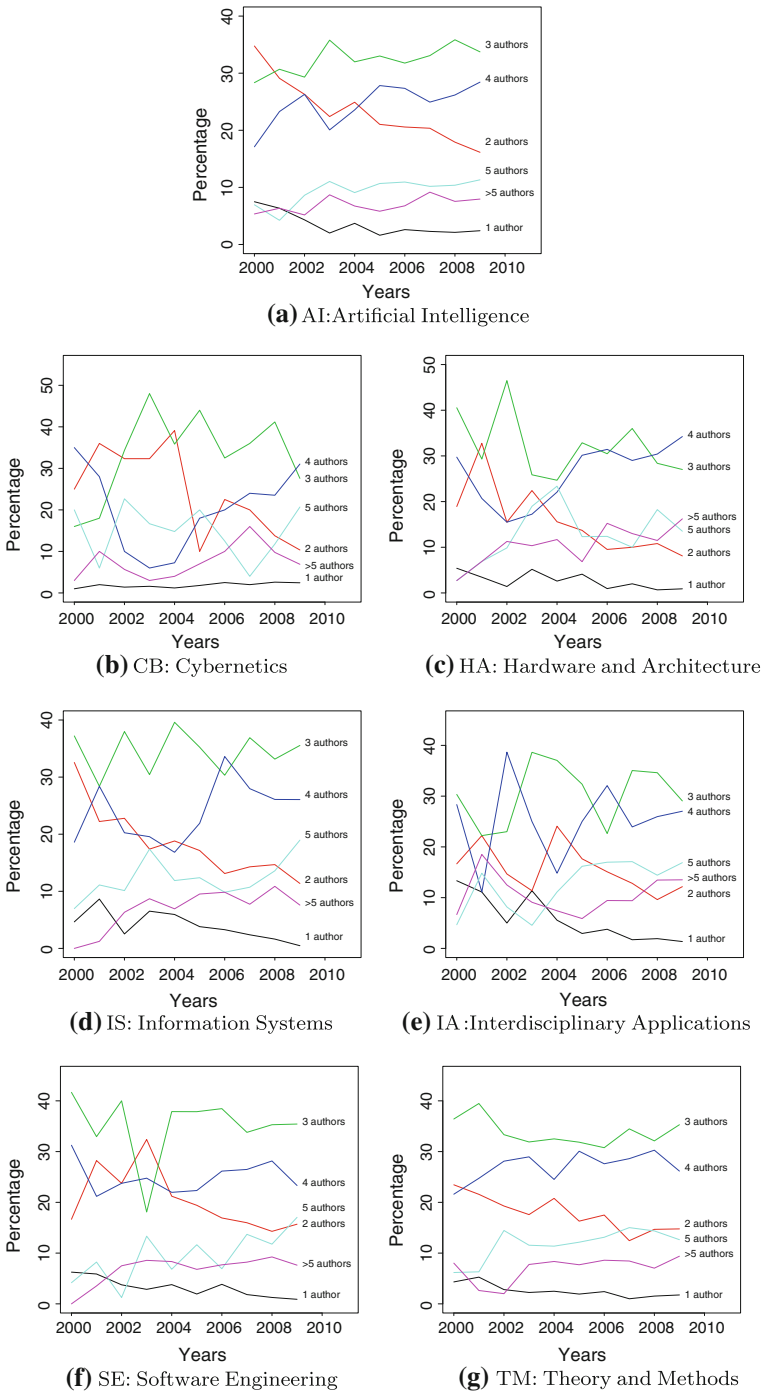 Percentage
0 10 20 30 40
3 authors
4 authors
2 authors
5 authors
>5 authors
1 author
2000 2002 2004 2006 2008 2010
Years
(a) AI:Artificial Intelligence
Percentage
0 10 20 30 40 50
4 authors
3 authors
5 authors
2 authors
>5 authors
1 author
2000 2002 2004 2006 2008 2010
Years
(b) CB: Cybernetics
Percentage
0 10 20 30 40 50
4 authors
3 authors
>5 authors
5 authors
2 authors
1 author
2000 2002 2004 2006 2008 2010
Years
(c) HA: Hardware and Architecture
Percentage
0 10 20 30 40
3 authors
4 authors
5 authors
2 authors
>5 authors
1 author
2000 2002 2004 2006 2008 2010
Years
(d) IS: Information Systems
Percentage
0 10 20 30 40
3 authors
4 authors
5 authors
>5 authors
2 authors
1 author
2000 2002 2004 2006 2008 2010
Years
(e) IA :Interdisciplinary Applications
Percentage
0 10 20 30 40
3 authors
4 authors
5 authors
2 authors
>5 authors
1 author
2000 2002 2004 2006 2008 2010
Years
(f) SE: Software Engineering
Percentage
0 10 20 30 40
3 authors
4 authors
2 authors
5 authors
>5 authors
1 author
2000 2002 2004 2006 2008 2010
Years
(g) TM: Theory and Methods